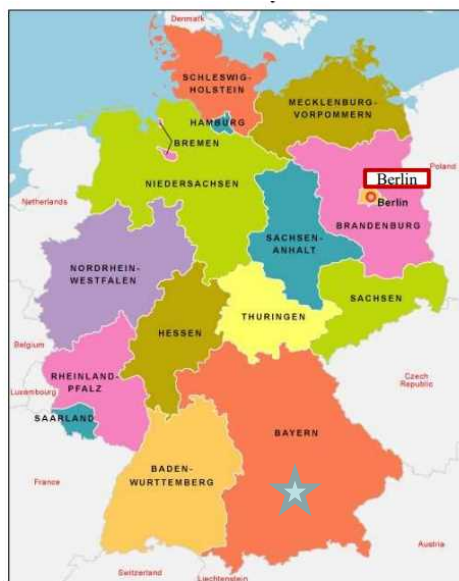 Denmark
SCHLESWIG-
HOLSTEIN
MECKLENBURG-
VORPOMMERN
HAMBURG
BREMEN
Poland
Berlin
NIEDERSACHSEN
Netherlands
Berlin
BRANDENBURG
SACHSEN-
ANHALT
NORDRHEIN-
WESTFALEN
SACHSEN
THURINGEN
HESSEN
Belgium
RHEINLAND-
PFALZ
Czech
Republic
Luxembourg
SAARLAND
BAYERN
BADEN-
WURTTEMBERG
France
Austria
Switzerland
Liechtenstein